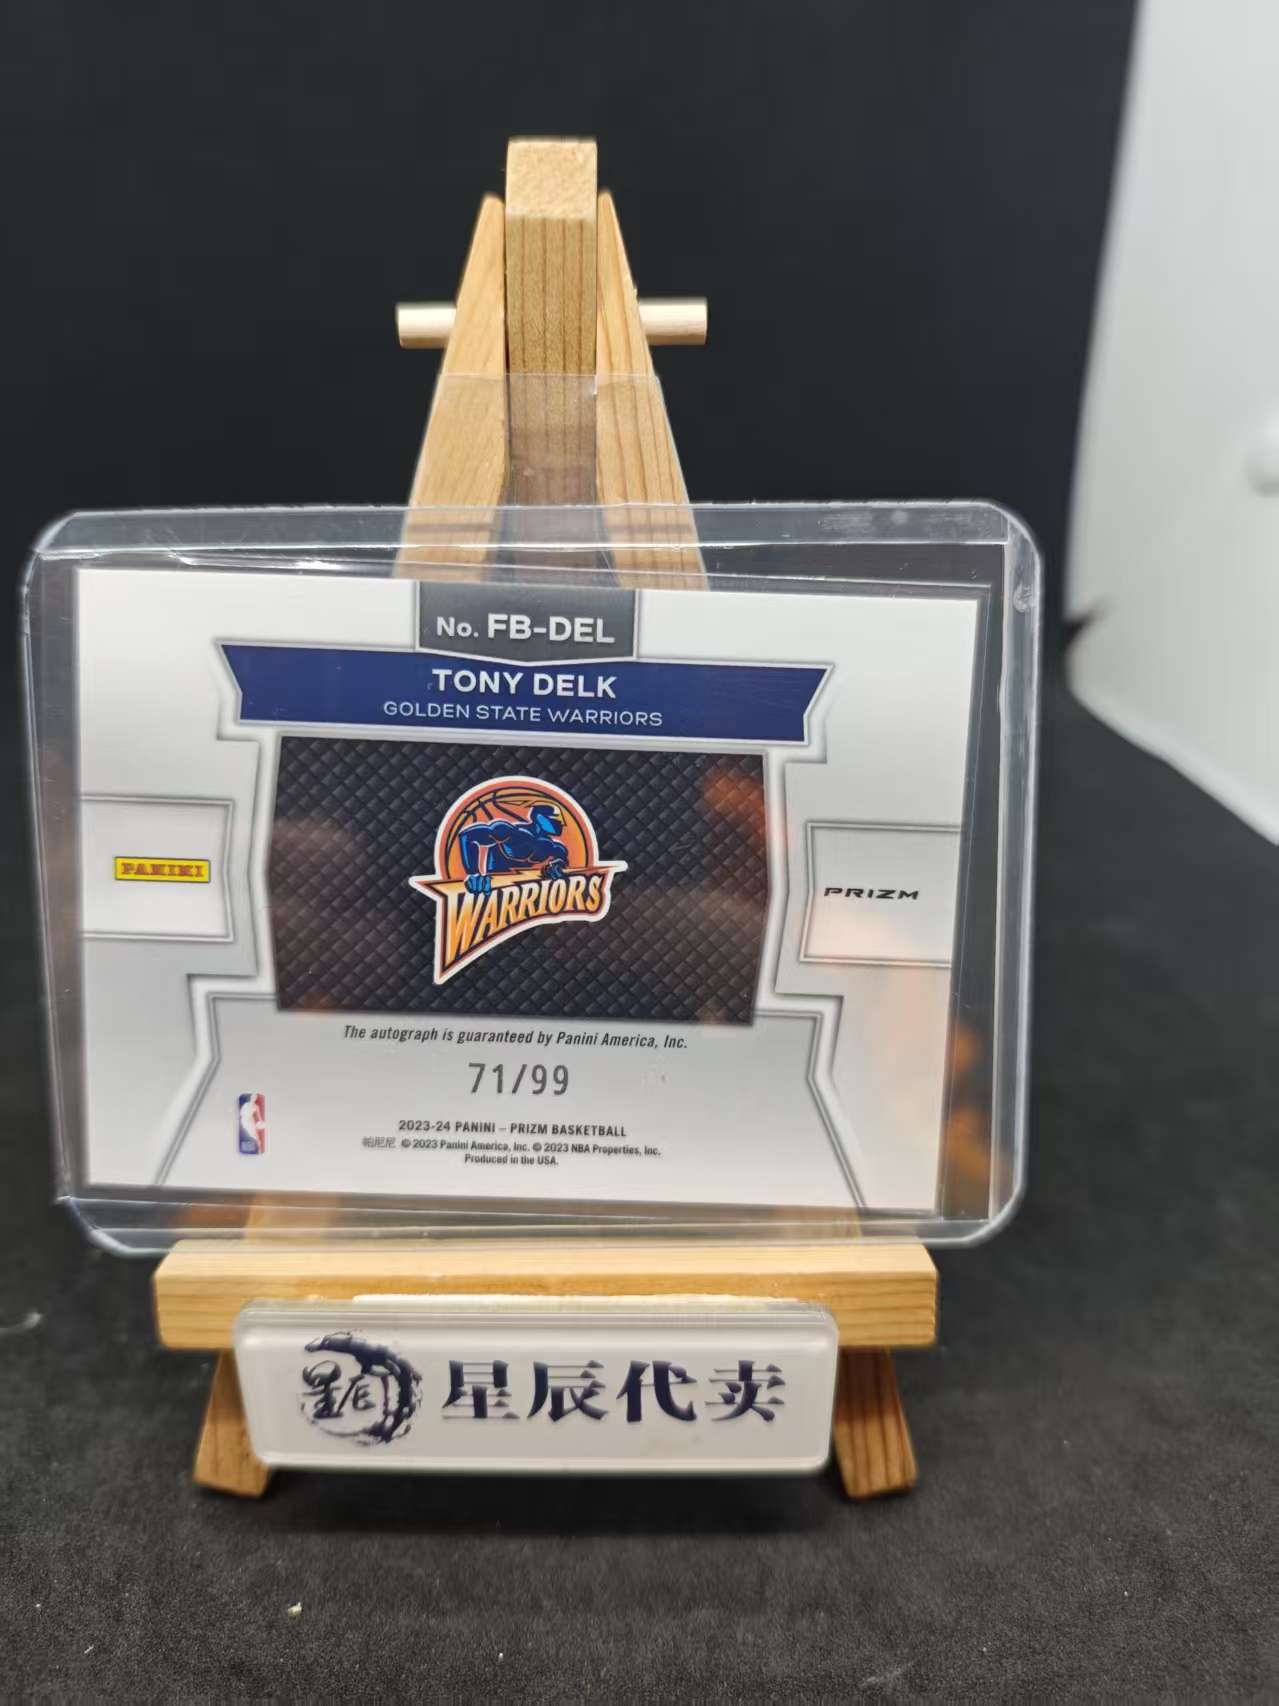 No. FB-DEL
TONY DELK
GOLDEN STATE WARRIORS
WARRIORS
PANINI
PRIZM
The autograph is guaranteed by Panini America, Inc.
71/99
2023-24 PANINI – PRIZM BASKETBALL
帕尼尼 © 2023 Panini America, Inc. © 2023 NBA Properties, Inc.
Produced in the USA.
星辰
星辰代卖